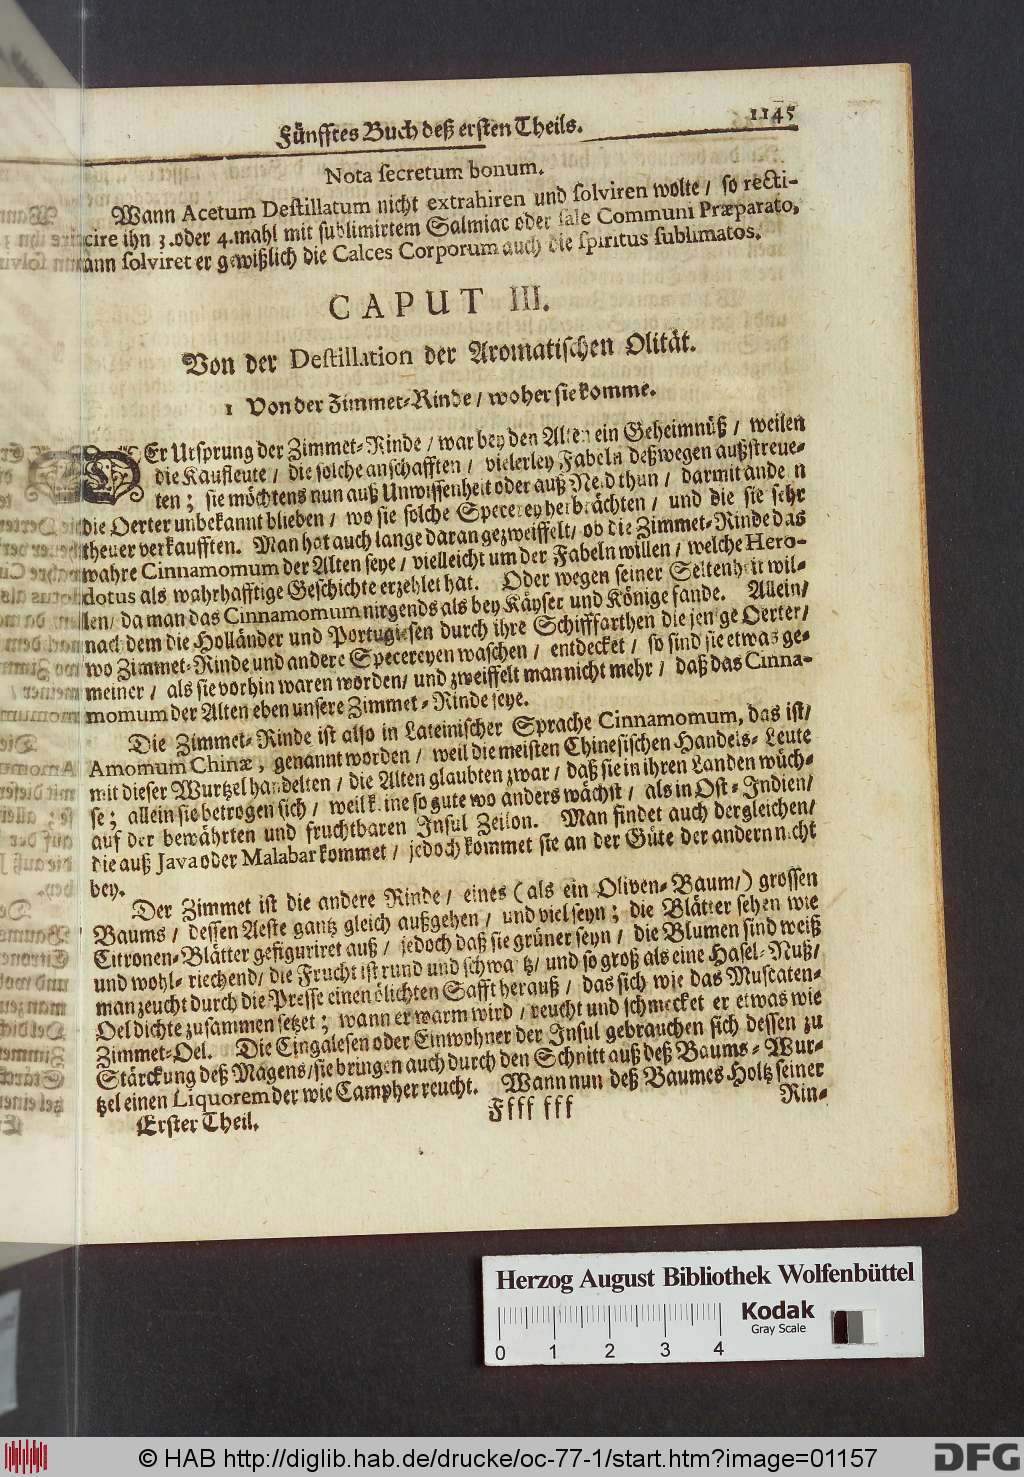 Fünfftes Buch deß ersten Theils. 1145
Nota secretum bonum.
Wann Acetum Destillatum nicht extrahiren und solviren wolte / so recti-
cire ihn 3. oder 4. mahl mit sublimirtem Salmiac oder sale Communi Præparato,
ann solviret er gewißlich die Calces Corporum auch die spiritus sublimatos.
CAPUT III.
Von der Destillation der Aromatischen Olität.
1 Von der Zimmet-Rinde / woher sie komme.
DEr Ursprung der Zimmet-Rinde / war bey den Alten ein Geheimnüß / weilen
die Kaufleute / die solche anschafften / vielerley Fabeln deßwegen außstreue-
ten; sie möchtens nun auß Unwissenheit oder auß Neid thun / darmit andern
die Oerter unbekannt blieben / wo sie solche Specerey herbrächten / und die sie sehr
theuer verkaufften. Man hat auch lange daran gezweiffelt / ob die Zimmet-Rinde das
wahre Cinnamomum der Alten seye / vielleicht um der Fabeln willen / welche Hero-
dotus als wahrhafftige Geschichte erzehlet hat. Oder wegen seiner Seltenheit wil-
len / da man das Cinnamomum nirgends als bey Käyser und Könige fande. Allein /
nach dem die Holländer und Portugiesen durch ihre Schifffarthen die jenige Oerter /
wo Zimmet-Rinde und andere Specereyen waschen / entdecket / so sind sie etwas ge-
meiner / als sie vorhin waren worden / und zweiffelt man nicht mehr / daß das Cinna-
momum der Alten eben unsere Zimmet-Rinde seye.
Die Zimmet-Rinde ist also in Lateinischer Sprache Cinnamomum, das ist /
Amomum Chinæ, genannt worden / weil die meisten Chinesischen Handels-Leute
mit dieser Wurtzel handelten / die Alten glaubten zwar / daß sie in ihren Landen wüch-
se; allein sie betrogen sich / weil keine so gute wo anders wächst / als in Ost-Indien /
auf der bewährten und fruchtbaren Insul Zeilon. Man findet auch dergleichen /
die auß Java oder Malabar kommet / jedoch kommet sie an der Güte der andern nicht
bey.
Der Zimmet ist die andere Rinde / eines (als ein Oliven-Baum /) grossen
Baums / dessen Aeste gantz gleich außgehen / und viel seyn; die Blätter sehen wie
Citronen-Blätter gefiguriret auß / jedoch daß sie grüner seyn / die Blumen sind weiß
und wohl-riechend / die Frucht ist rund und schwartz / und so groß als eine Hasel-Nuß /
man zeucht durch die Presse einen ölichten Safft herauß / das sich wie das Muscaten-
Oel dichte zusammen setzet; wann er warm wird / reucht und schmecket er etwas wie
Zimmet-Oel. Die Cingalesen oder Einwohner der Insul gebrauchen sich dessen zu
Stärckung deß Magens / sie bringen auch durch den Schnitt auß deß Baums-Wur-
tzel einen Liquorem der wie Campher reucht. Wann nun deß Baumes Holtz seiner
Erster Theil. Ffff fff Rin-
Herzog August Bibliothek Wolfenbüttel
Kodak
Gray Scale
0 1 2 3 4
© HAB http://diglib.hab.de/drucke/oc-77-1/start.htm?image=01157
DFG